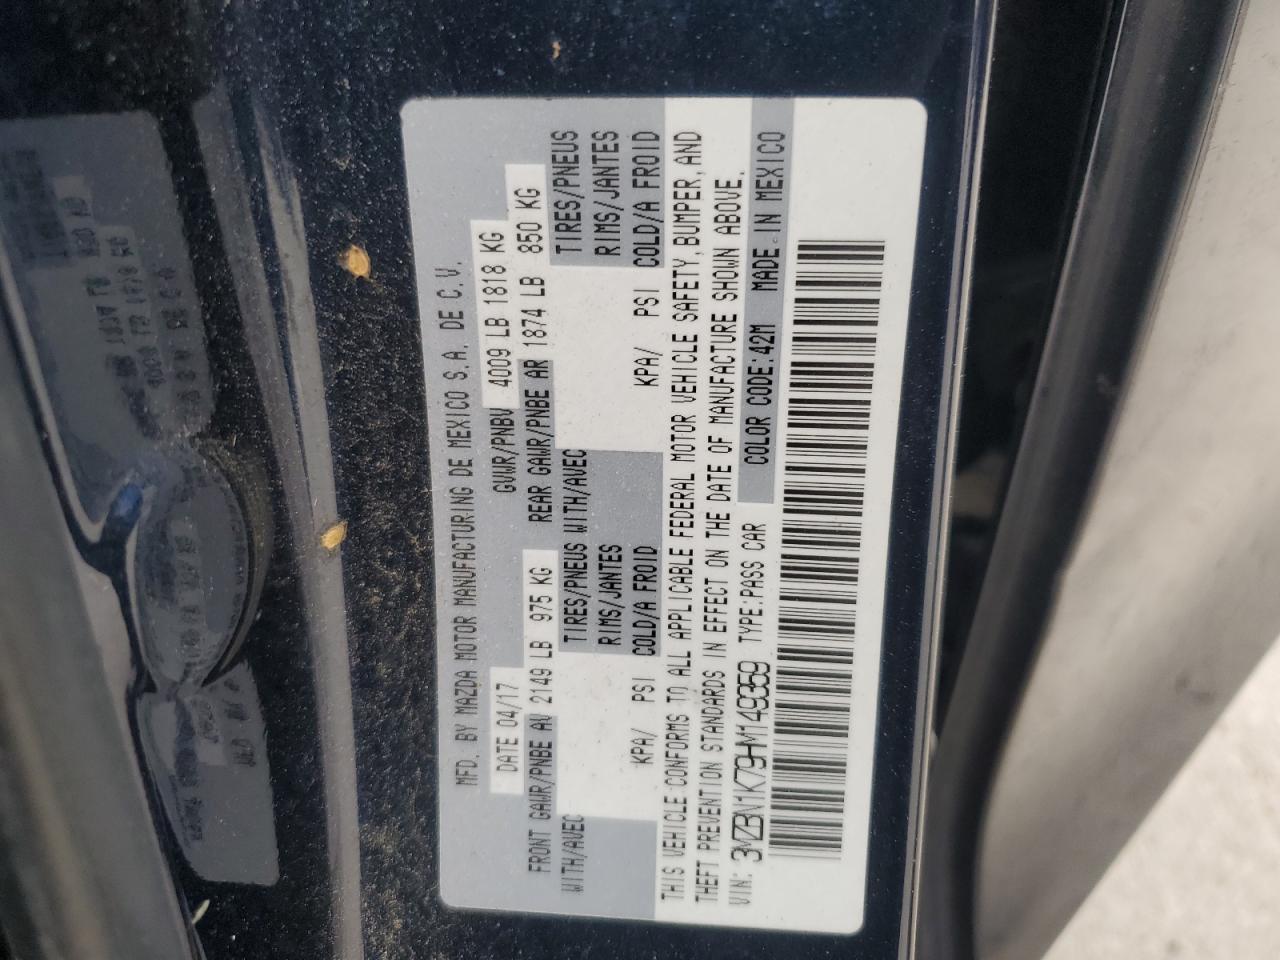 MFD. BY MAZDA MOTOR MANUFACTURING DE MEXICO S.A. DE C.V.
DATE 04/17 GVWR/PNBV 4009 LB 1818 KG
FRONT GAWR/PNBE AV 2149 LB 975 KG REAR GAWR/PNBE AR 1874 LB 850 KG
WITH/AVEC TIRES/PNEUS WITH/AVEC TIRES/PNEUS
RIMS/JANTES RIMS/JANTES
KPA/ PSI COLD/A FROID KPA/ PSI COLD/A FROID
THIS VEHICLE CONFORMS TO ALL APPLICABLE FEDERAL MOTOR VEHICLE SAFETY, BUMPER, AND
THEFT PREVENTION STANDARDS IN EFFECT ON THE DATE OF MANUFACTURE SHOWN ABOVE.
VIN: 3MZBN1K79HM149359 TYPE:PASS CAR COLOR CODE:42M MADE IN MEXICO